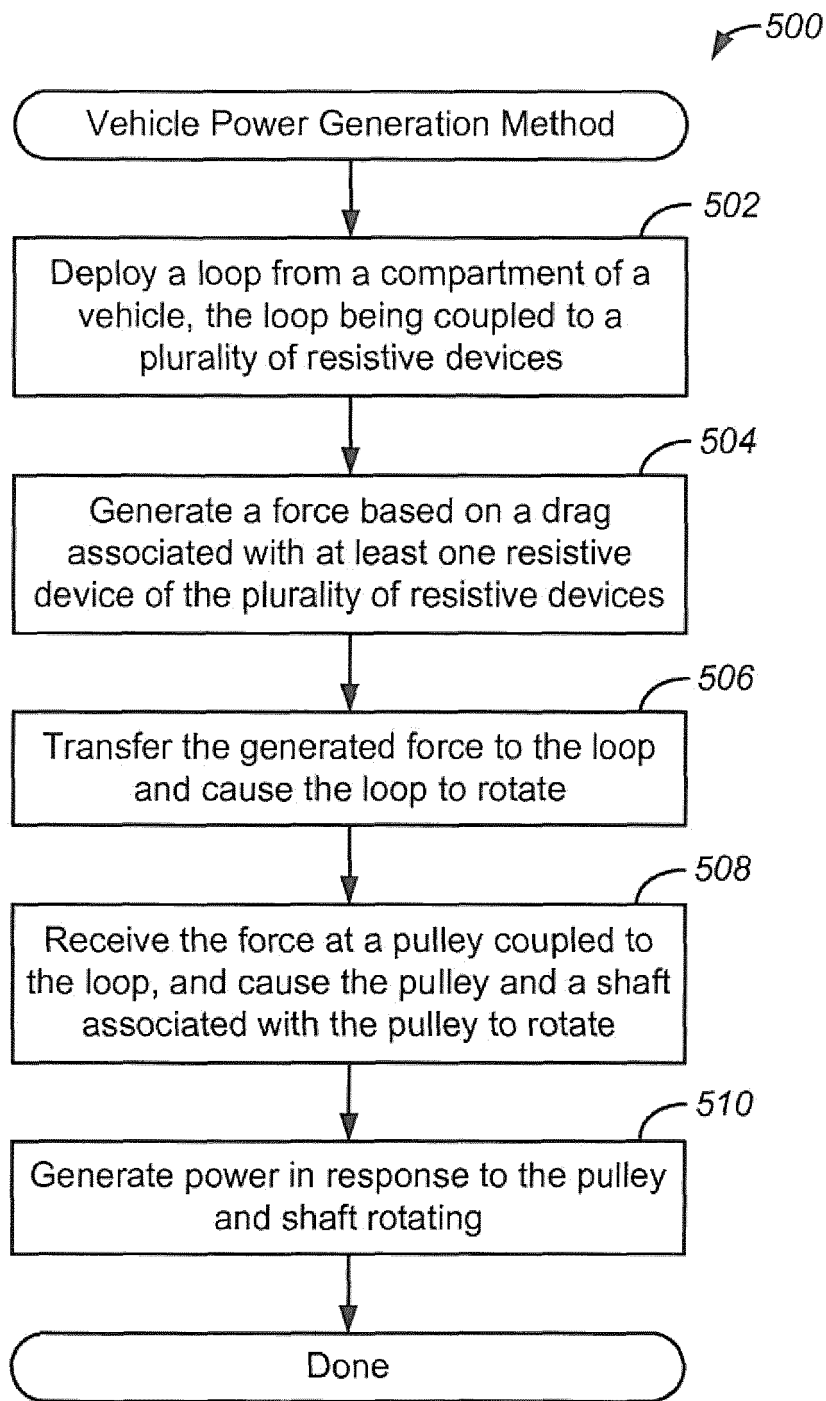 500
Vehicle Power Generation Method
502
Deploy a loop from a compartment of a
vehicle, the loop being coupled to a
plurality of resistive devices
504
Generate a force based on a drag
associated with at least one resistive
device of the plurality of resistive devices
506
Transfer the generated force to the loop
and cause the loop to rotate
508
Receive the force at a pulley coupled to
the loop, and cause the pulley and a shaft
associated with the pulley to rotate
510
Generate power in response to the pulley
and shaft rotating
Done